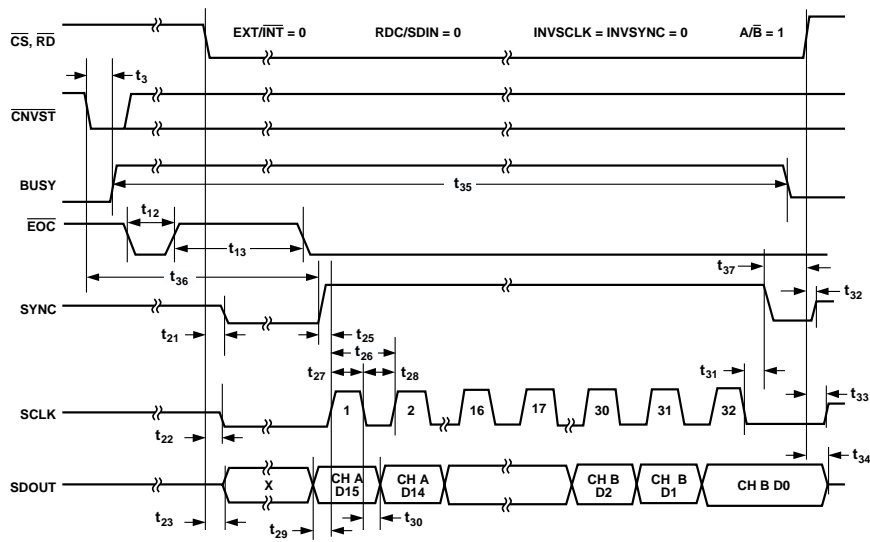 CS, RD
EXT/INT = 0 RDC/SDIN = 0 INVSCLK = INVSYNC = 0 A/B = 1
t3
CNVST
BUSY
t35
t12
EOC
t13
t37
t36
t32
SYNC
t21
t25
t26
t27
t28
t31
t33
SCLK
1 2 16 17 30 31 32
t22
t34
SDOUT
X
CH A D15
CH A D14
CH B D2
CH B D1
CH B D0
t23
t29
t30